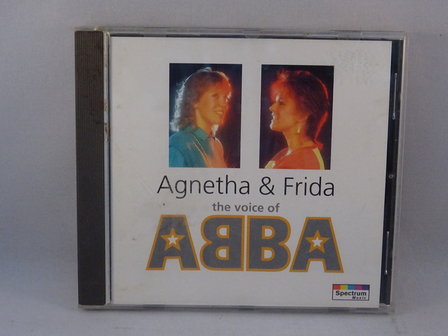 Agnetha & Frida
the voice of
ABBA
Spectrum
Music